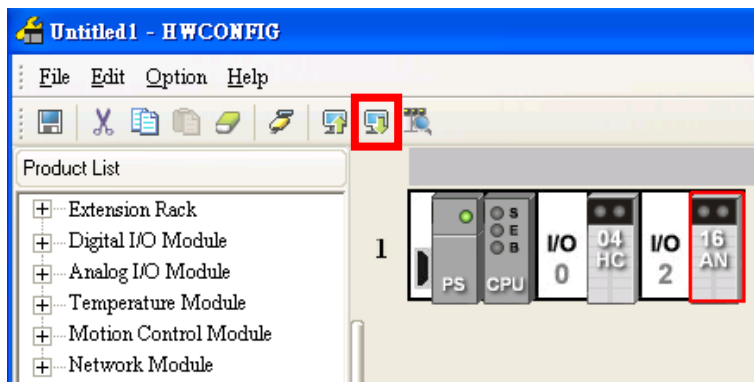 Untitled1 - HWCONFIG
File Edit Option Help
Product List
Extension Rack
Digital I/O Module
Analog I/O Module
Temperature Module
Motion Control Module
Network Module
1
PS
CPU
S
E
B
I/O
0
04
HC
I/O
2
16
AN